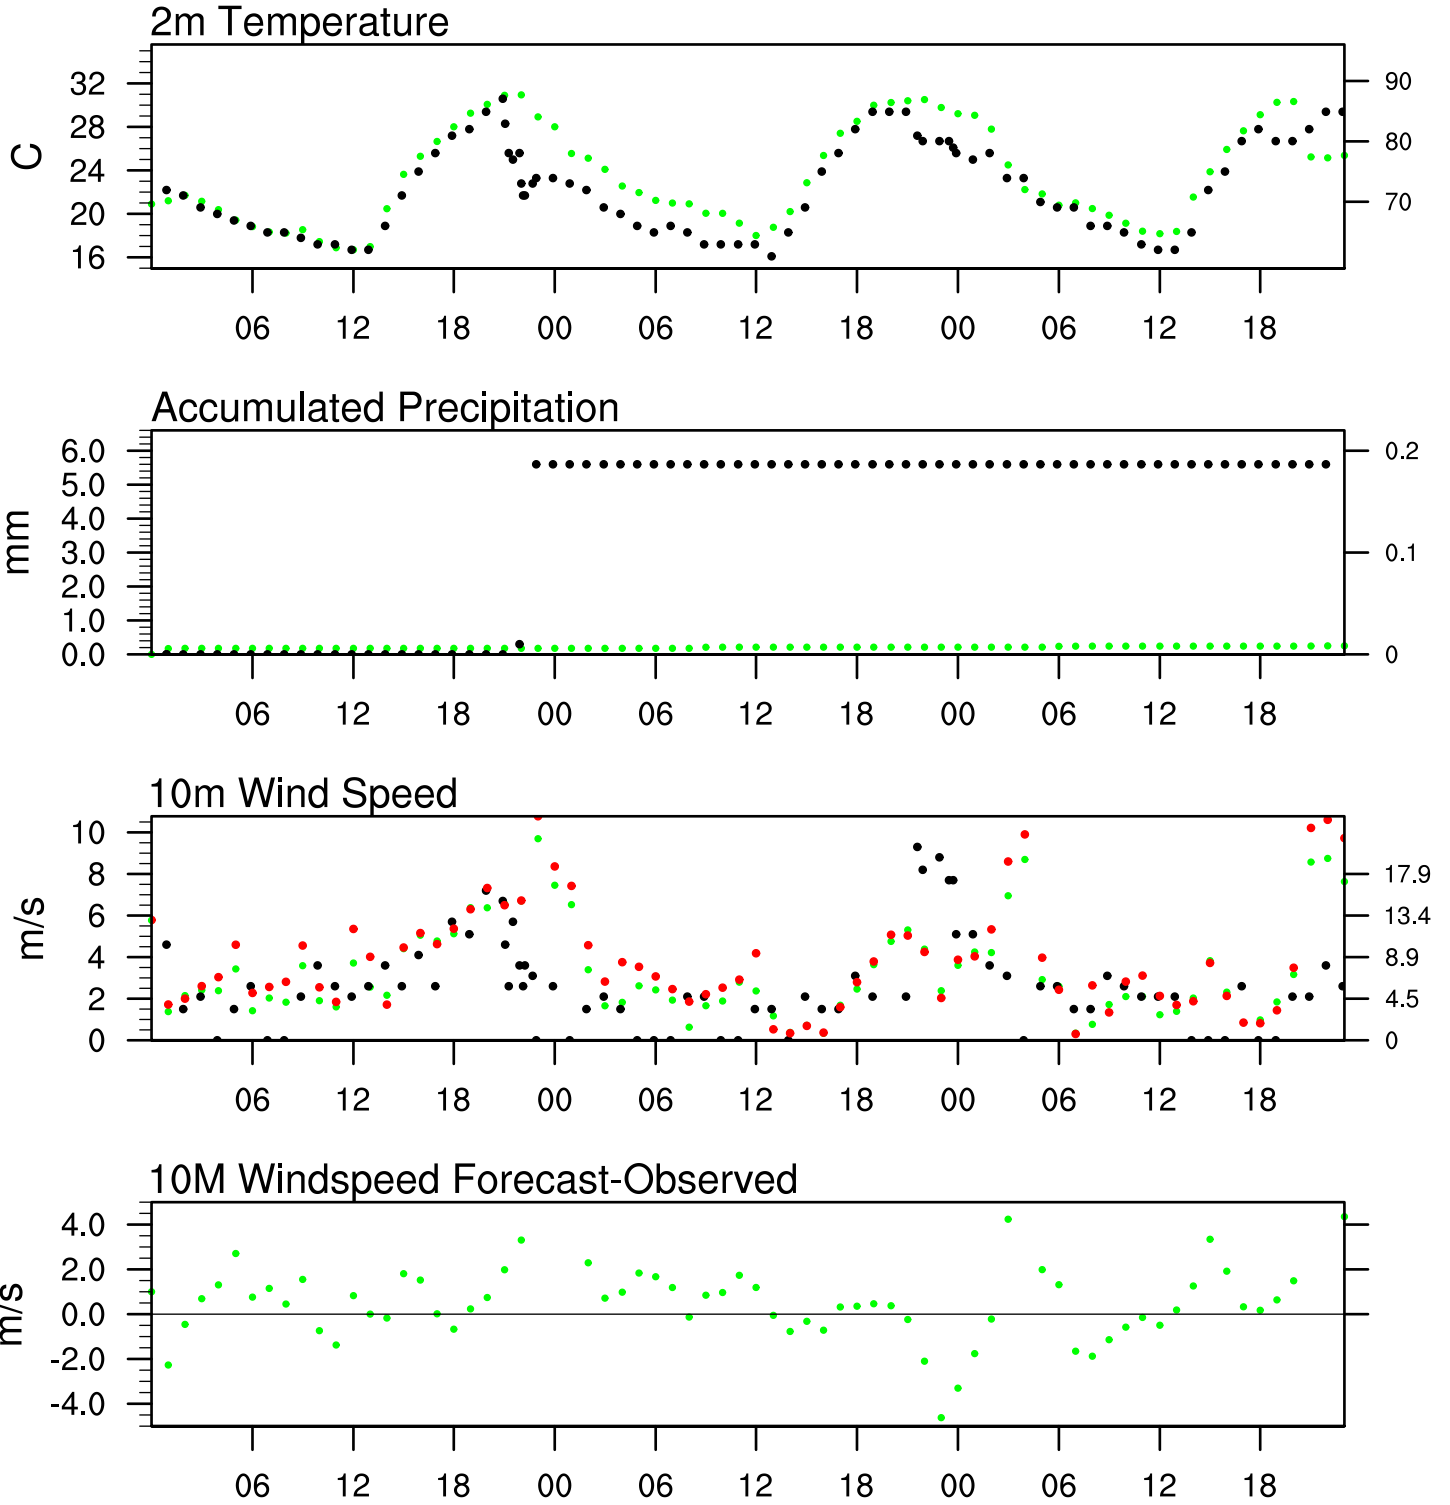 2m Temperature
32
28
24
20
16
C
90
80
70
06 12 18 00 06 12 18 00 06 12 18
Accumulated Precipitation
6.0
5.0
4.0
3.0
2.0
1.0
0.0
mm
0.2
0.1
0
06 12 18 00 06 12 18 00 06 12 18
10m Wind Speed
10
8
6
4
2
0
m/s
17.9
13.4
8.9
4.5
0
06 12 18 00 06 12 18 00 06 12 18
10M Windspeed Forecast-Observed
4.0
2.0
0.0
-2.0
-4.0
m/s
06 12 18 00 06 12 18 00 06 12 18